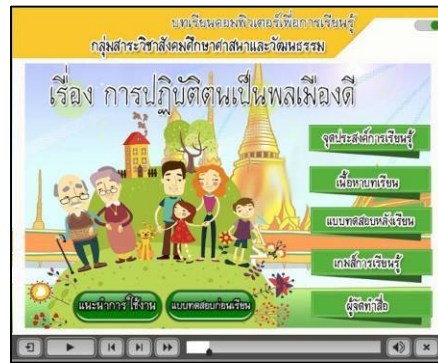 บทเรียนคอมพิวเตอร์เพื่อการเรียนรู้
กลุ่มสาระวิชาสังคมศึกษาศาสนาและวัฒนธรรม
เรื่อง การปฏิบัติตนเป็นพลเมืองดี
จุดประสงค์การเรียนรู้
เนื้อหาบทเรียน
แบบทดสอบหลังเรียน
เกมส์การเรียนรู้
ผู้จัดทำสื่อ
แนะนำการใช้งาน
แบบทดสอบก่อนเรียน